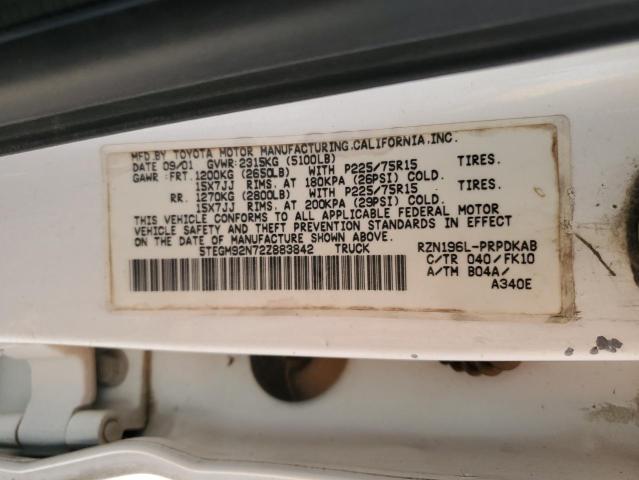 MFD.BY TOYOTA MOTOR MANUFACTURING,CALIFORNIA,INC.
DATE 09/01 GVWR:2315KG (5100LB)
GAWR: FRT.1200KG (2650LB) WITH P225/75R15 TIRES.
15X7JJ RIMS. AT 180KPA (26PSI) COLD.
RR. 1270KG (2800LB) WITH P225/75R15 TIRES.
15X7JJ RIMS. AT 200KPA (29PSI) COLD.
THIS VEHICLE CONFORMS TO ALL APPLICABLE FEDERAL MOTOR
VEHICLE SAFETY AND THEFT PREVENTION STANDARDS IN EFFECT
ON THE DATE OF MANUFACTURE SHOWN ABOVE.
5TEGM92N72Z883842 TRUCK RZN196L-PRPDKAB
C/TR 040/FK10
A/TM B04A/
A340E